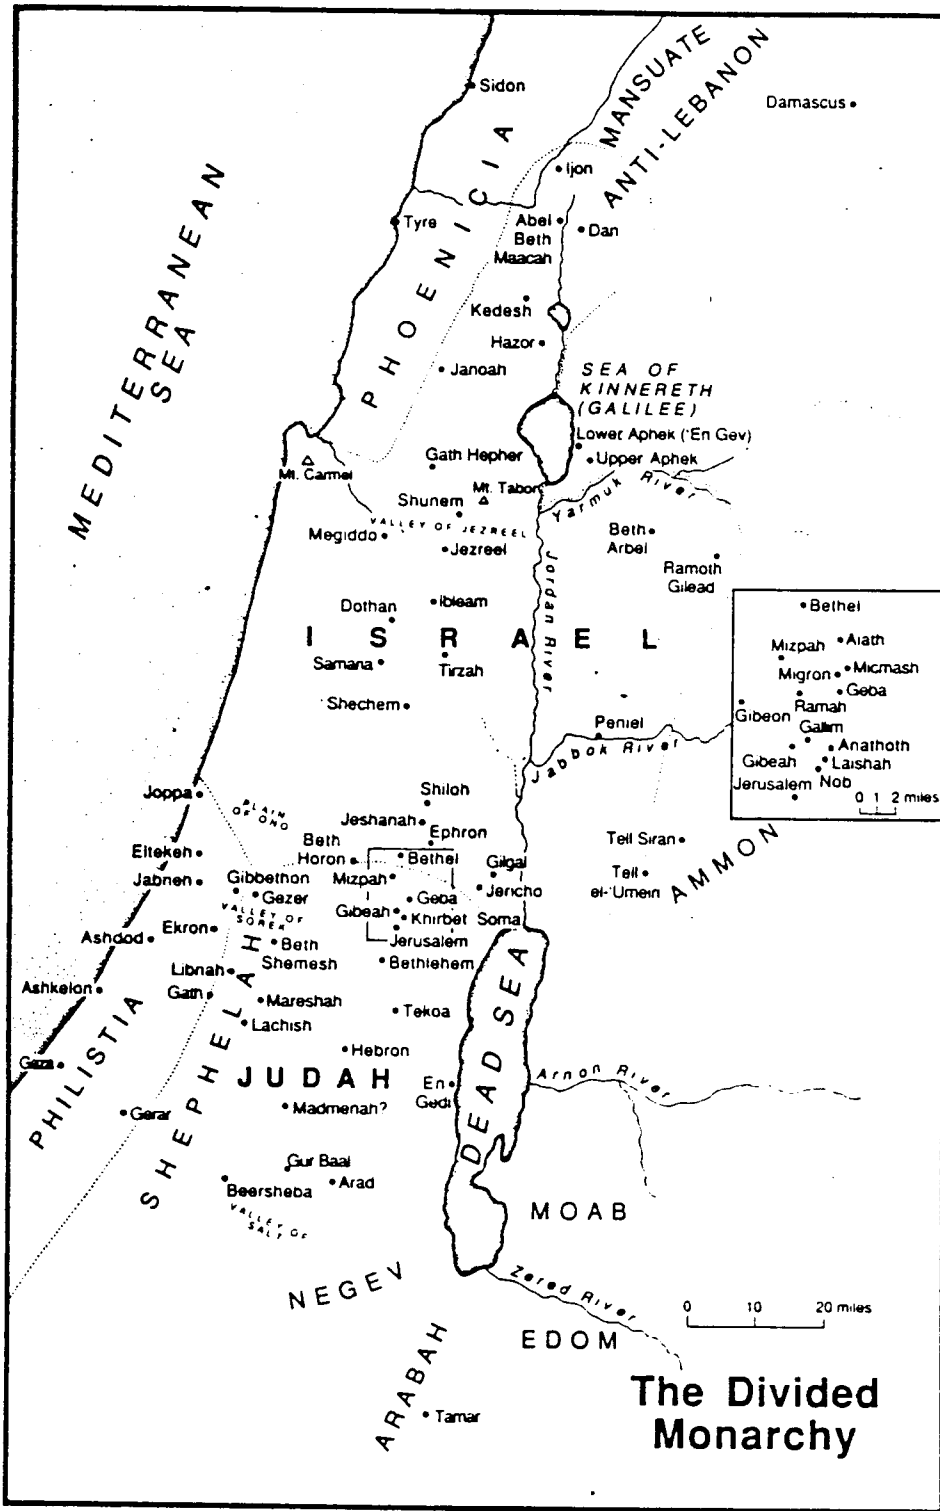 Sidon
MANSUATE
ANTI-LEBANON
Damascus
Ijon
PHOENICIA
Tyre
Abel
Beth
Maacah
Dan
MEDITERRANEAN
SEA
Kedesh
Hazor
Janoah
SEA OF
KINNERETH
(GALILEE)
Lower Aphek ('En Gev)
Upper Aphek
Mt. Carmel
Gath Hepher
Mt. Tabor
Yarmuk River
Shunem
VALLEY OF JEZREEL
Megiddo
Jezreel
Beth
Arbel
Ramoth
Gilead
Jordan River
Dothan
Ibleam
ISRAEL
Samaria
Tirzah
Shechem
Peniel
Jabbok River
Bethel
Aiath
Mizpah
Micmash
Migron
Geba
Ramah
Gibeon
Gallim
Anathoth
Gibeah
Laishah
Jerusalem
Nob
0 1 2 miles
Joppa
PLAIN
OF ONO
Shiloh
Jeshanah
Ephron
Beth
Horon
Bethel
Gilgal
Tell Siran
Tell
el-'Umeiri
AMMON
Eltekeh
Jabneh
Gibbethon
Gezer
Mizpah
Jericho
VALLEY OF
SOREK
Geba
Gibeah
Khirbet Soma
Ekron
Ashdod
Beth
Shemesh
Jerusalem
Bethlehem
Libnah
Ashkelon
Gath
Mareshah
Tekoa
Lachish
DEAD SEA
Gaza
PHILISTIA
SHEPHELAH
Hebron
JUDAH
En
Gedi
Arnon River
Gerar
Madmenah?
Gur Baal
Beersheba
Arad
VALLEY OF
SALT
MOAB
NEGEV
Zered River
0 10 20 miles
EDOM
ARABAH
Tamar
The Divided
Monarchy